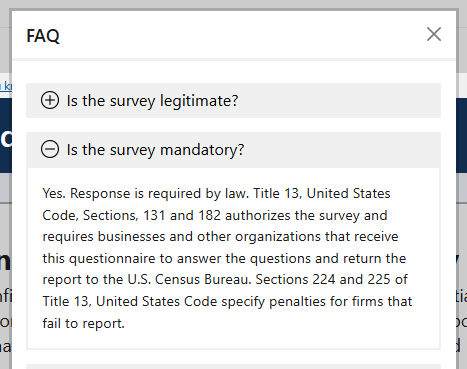 FAQ
Is the survey legitimate?
Is the survey mandatory?
Yes. Response is required by law. Title 13, United States
Code, Sections, 131 and 182 authorizes the survey and
requires businesses and other organizations that receive
this questionnaire to answer the questions and return the
report to the U.S. Census Bureau. Sections 224 and 225 of
Title 13, United States Code specify penalties for firms that
fail to report.